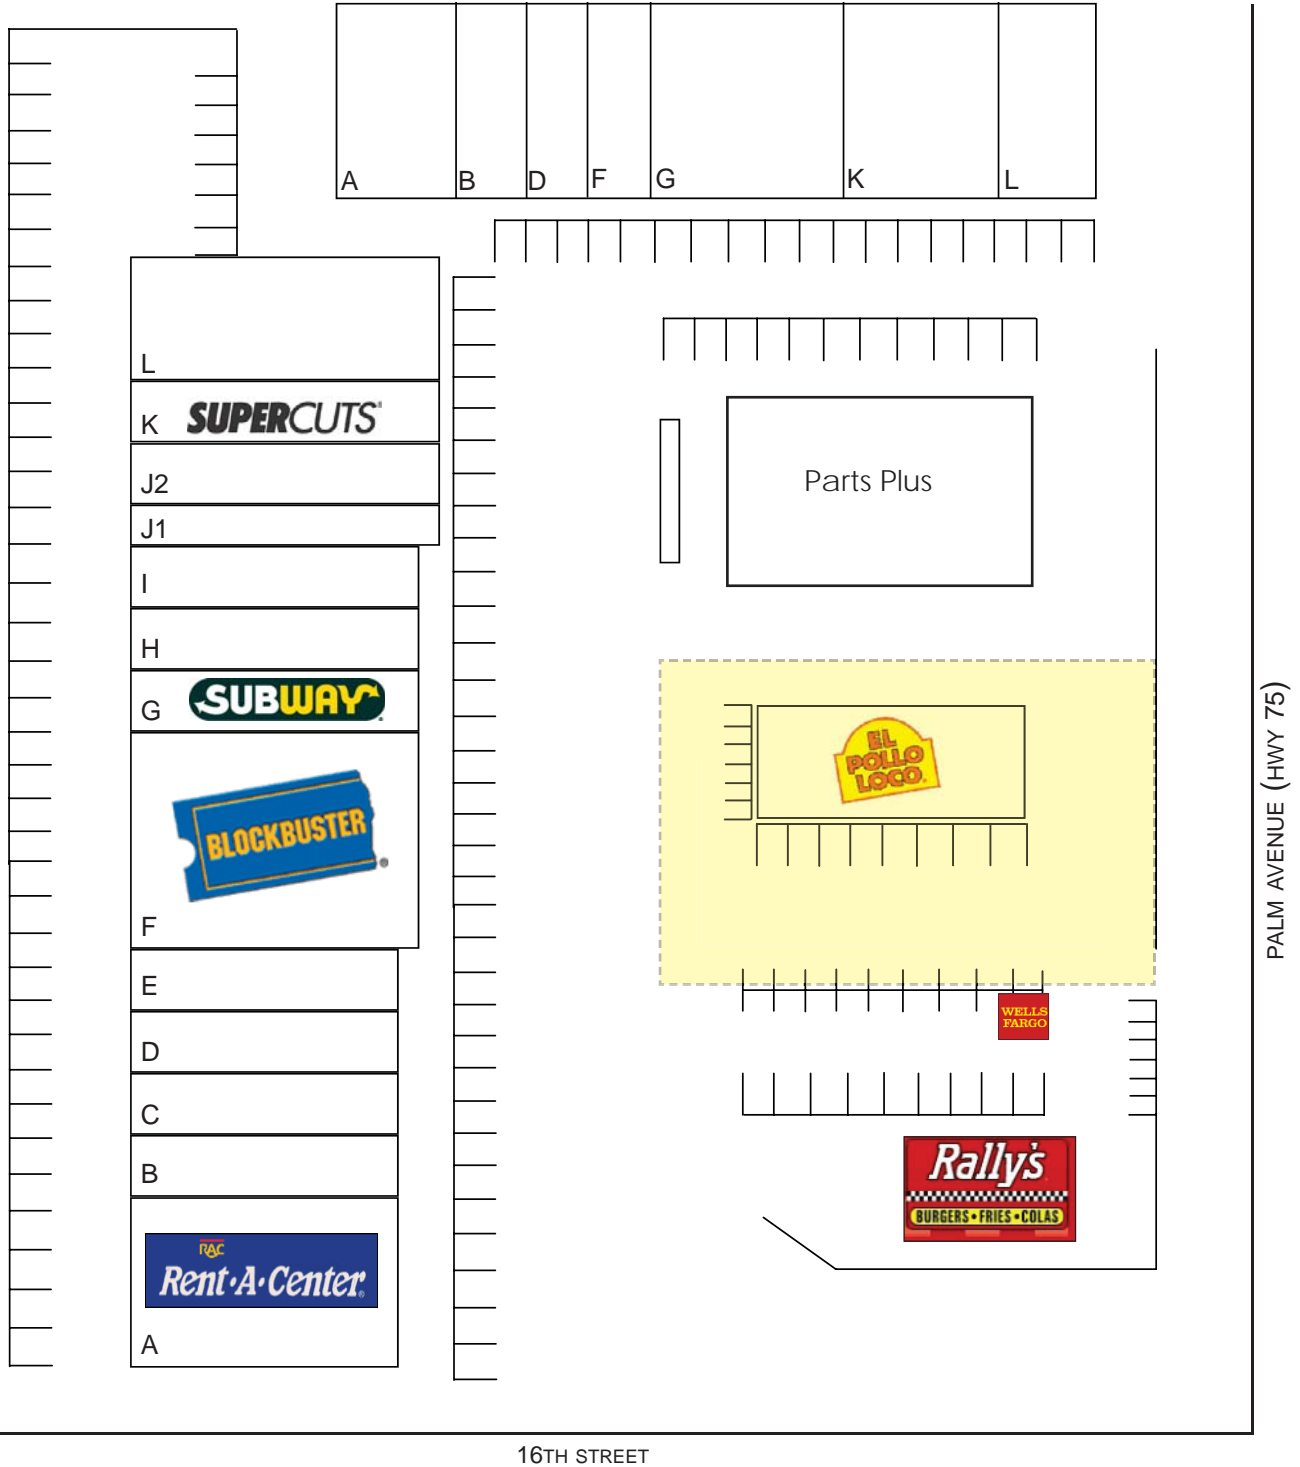 A
B
D
F
G
K
L
L
K
SUPERCUTS
J2
J1
I
H
G
SUBWAY
BLOCKBUSTER
®
F
E
D
C
B
RAC
Rent·A·Center®
A
Parts Plus
EL
POLLO
LOCO®
WELLS
FARGO
Rally's
BURGERS•FRIES•COLAS
PALM AVENUE (HWY 75)
16TH STREET